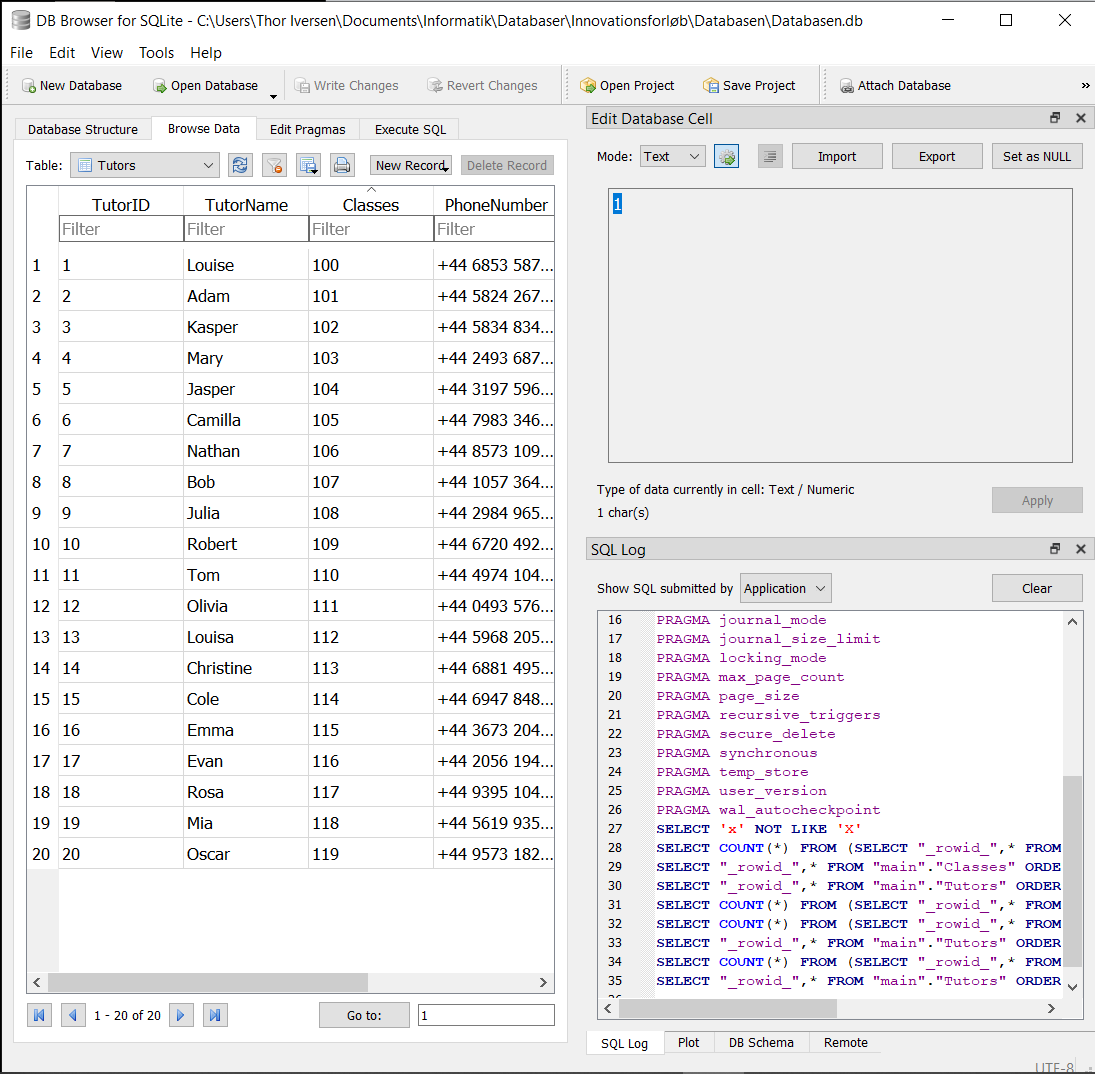 DB Browser for SQLite - C:\Users\Thor Iversen\Documents\Informatik\Databaser\Innovationsforløb\Databasen\Databasen.db
File Edit View Tools Help
New Database Open Database Write Changes Revert Changes Open Project Save Project Attach Database »
Database Structure Browse Data Edit Pragmas Execute SQL
Table: Tutors New Record Delete Record
TutorID TutorName Classes PhoneNumber
Filter Filter Filter Filter
1 1 Louise 100 +44 6853 587...
2 2 Adam 101 +44 5824 267...
3 3 Kasper 102 +44 5834 834...
4 4 Mary 103 +44 2493 687...
5 5 Jasper 104 +44 3197 596...
6 6 Camilla 105 +44 7983 346...
7 7 Nathan 106 +44 8573 109...
8 8 Bob 107 +44 1057 364...
9 9 Julia 108 +44 2984 965...
10 10 Robert 109 +44 6720 492...
11 11 Tom 110 +44 4974 104...
12 12 Olivia 111 +44 0493 576...
13 13 Louisa 112 +44 5968 205...
14 14 Christine 113 +44 6881 495...
15 15 Cole 114 +44 6947 848...
16 16 Emma 115 +44 3673 204...
17 17 Evan 116 +44 2056 194...
18 18 Rosa 117 +44 9395 104...
19 19 Mia 118 +44 5619 935...
20 20 Oscar 119 +44 9573 182...
1 - 20 of 20 Go to: 1
Edit Database Cell
Mode: Text Import Export Set as NULL
1
Type of data currently in cell: Text / Numeric
1 char(s)
Apply
SQL Log
Show SQL submitted by Application Clear
16 PRAGMA journal_mode
17 PRAGMA journal_size_limit
18 PRAGMA locking_mode
19 PRAGMA max_page_count
20 PRAGMA page_size
21 PRAGMA recursive_triggers
22 PRAGMA secure_delete
23 PRAGMA synchronous
24 PRAGMA temp_store
25 PRAGMA user_version
26 PRAGMA wal_autocheckpoint
27 SELECT 'x' NOT LIKE 'X'
28 SELECT COUNT(*) FROM (SELECT "_rowid_",* FROM
29 SELECT "_rowid_",* FROM "main"."Classes" ORDE
30 SELECT "_rowid_",* FROM "main"."Tutors" ORDER
31 SELECT COUNT(*) FROM (SELECT "_rowid_",* FROM
32 SELECT COUNT(*) FROM (SELECT "_rowid_",* FROM
33 SELECT "_rowid_",* FROM "main"."Tutors" ORDER
34 SELECT COUNT(*) FROM (SELECT "_rowid_",* FROM
35 SELECT "_rowid_",* FROM "main"."Tutors" ORDER
SQL Log Plot DB Schema Remote
UTF-8